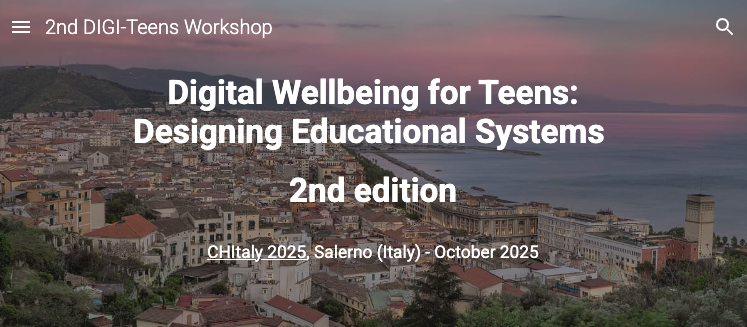 2nd DIGI-Teens Workshop
Digital Wellbeing for Teens:
Designing Educational Systems
2nd edition
CHItaly 2025, Salerno (Italy) - October 2025